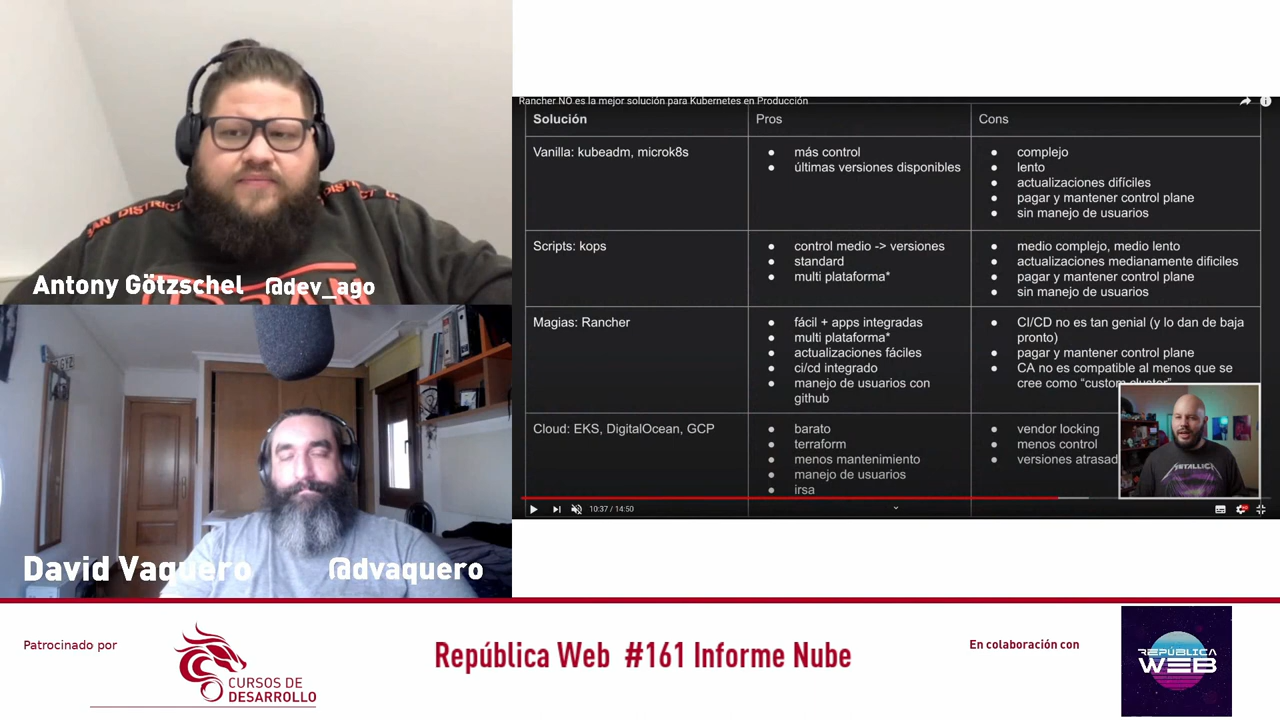 Antony Götzschel @dev_ago
David Vaquero @dvaquero
Rancher NO es la mejor solución para Kubernetes en Producción
Solución
Pros
Cons
Vanilla: kubeadm, microk8s
● más control
● últimas versiones disponibles
● complejo
● lento
● actualizaciones difíciles
● pagar y mantener control plane
● sin manejo de usuarios
Scripts: kops
● control medio -> versiones
● standard
● multi plataforma*
● medio complejo, medio lento
● actualizaciones medianamente dificiles
● pagar y mantener control plane
● sin manejo de usuarios
Magias: Rancher
● fácil + apps integradas
● multi plataforma*
● actualizaciones fáciles
● ci/cd integrado
● manejo de usuarios con
github
● CI/CD no es tan genial (y lo dan de baja
pronto)
● pagar y mantener control plane
● CA no es compatible al menos que se
cree como “custom cluster”
Cloud: EKS, DigitalOcean, GCP
● barato
● terraform
● menos mantenimiento
● manejo de usuarios
● irsa
● vendor locking
● menos control
● versiones atrasad
METALLICA
10:37 / 14:50
Patrocinado por
CURSOS DE
DESARROLLO
República Web #161 Informe Nube
En colaboración con
REPÚBLICA
WEB